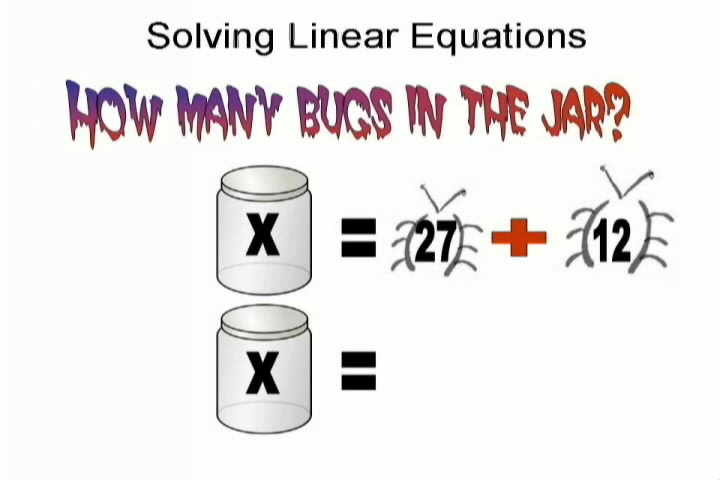 Solving Linear Equations
HOW MANY BUGS IN THE JAR?
X = 27 + 12
X =